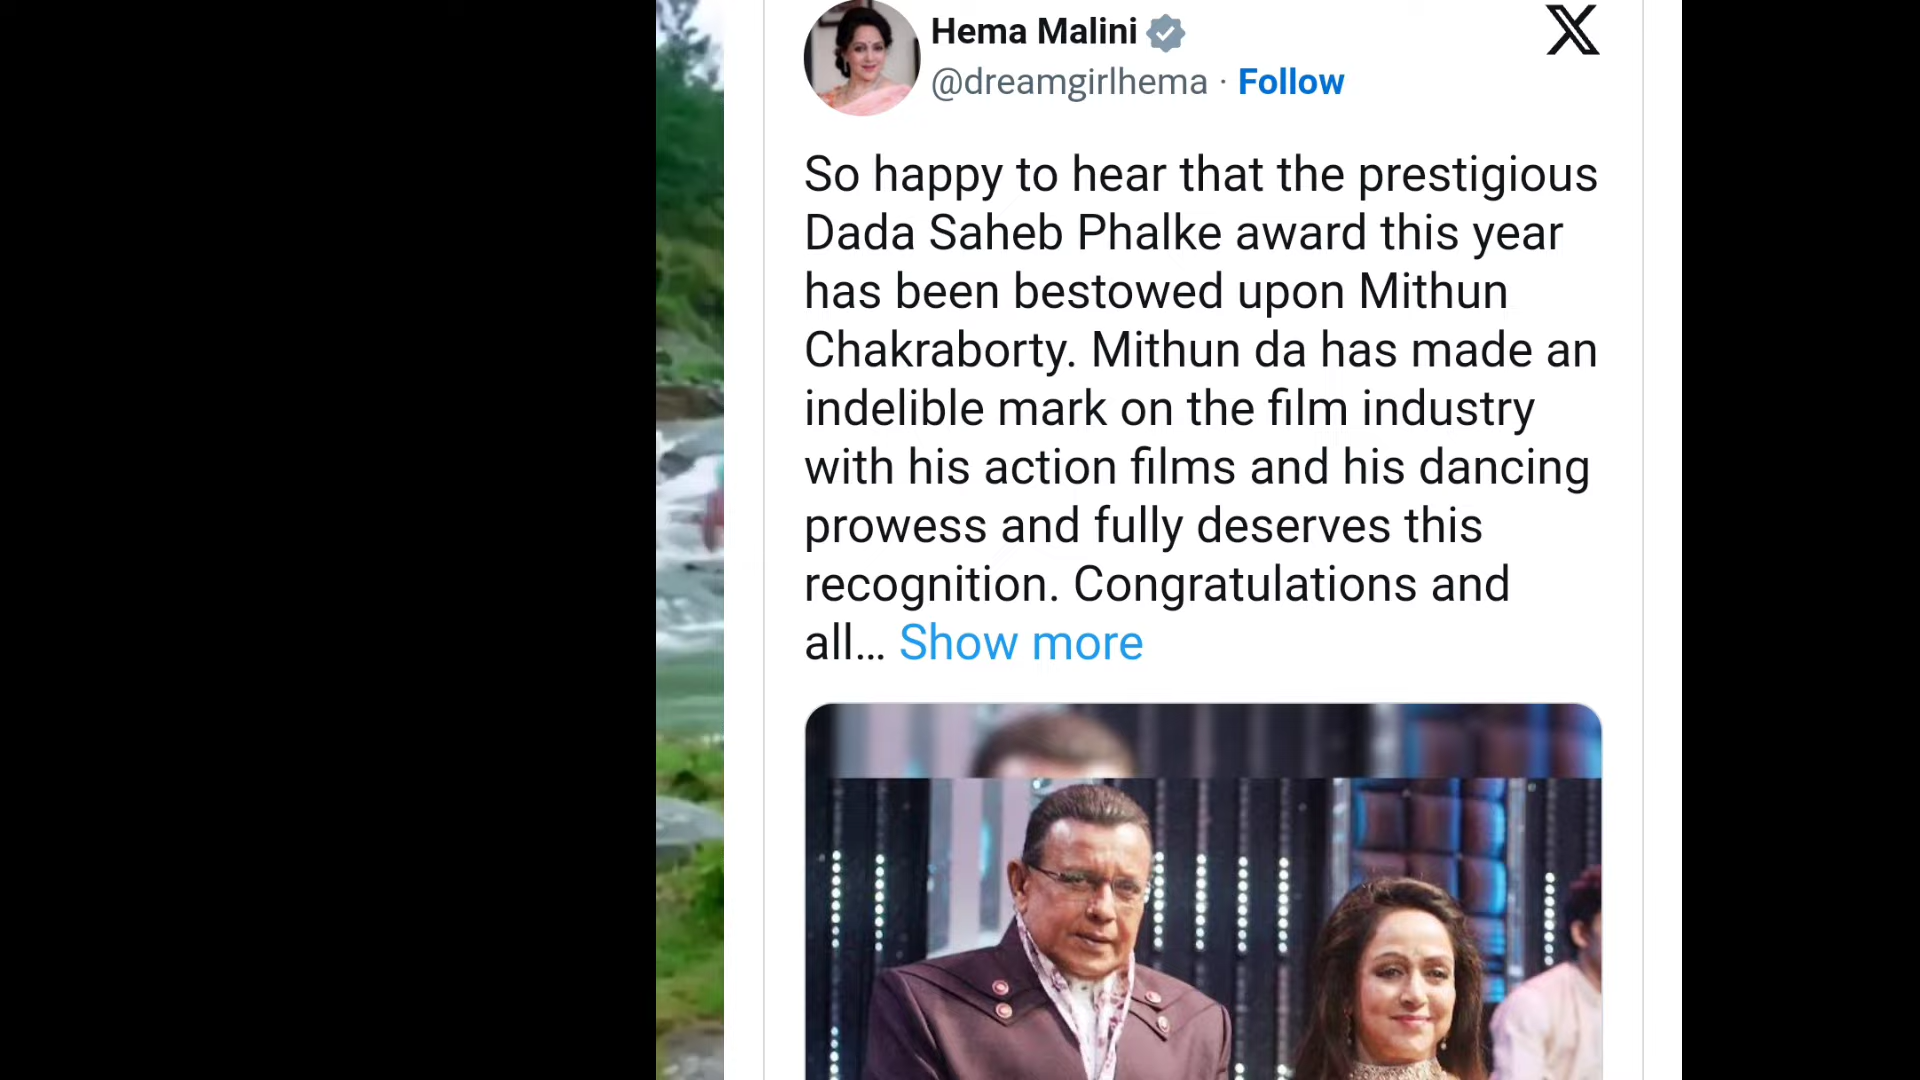 Hema Malini
@dreamgirlhema · Follow
So happy to hear that the prestigious
Dada Saheb Phalke award this year
has been bestowed upon Mithun
Chakraborty. Mithun da has made an
indelible mark on the film industry
with his action films and his dancing
prowess and fully deserves this
recognition. Congratulations and
all… Show more